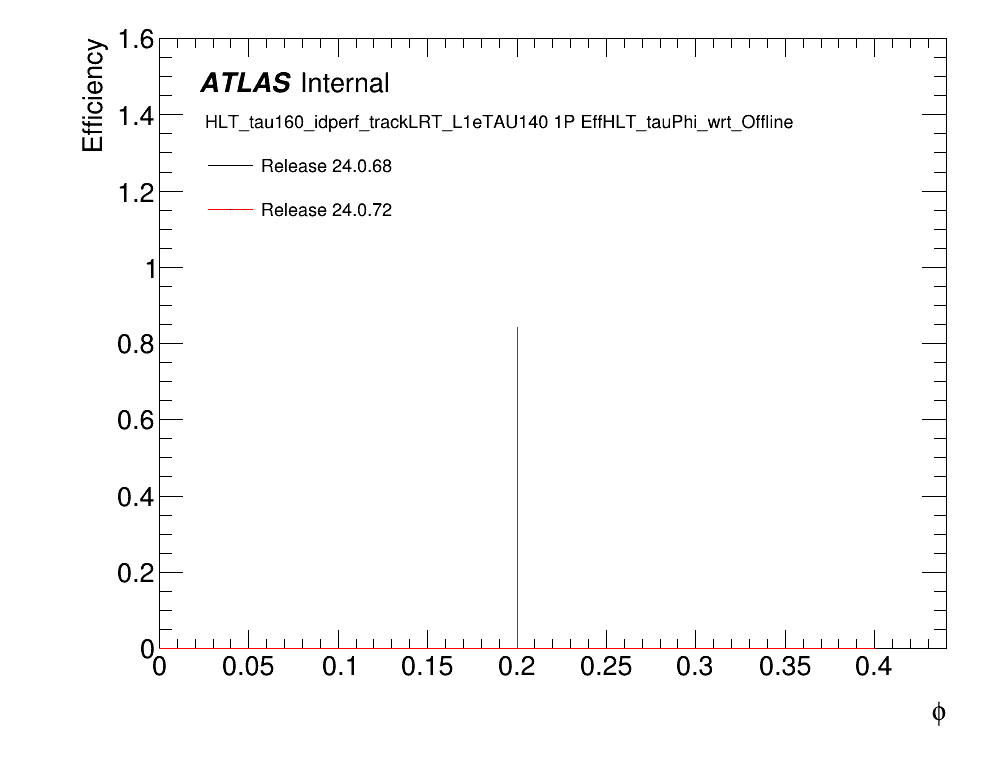 Efficiency
ATLAS Internal
HLT_tau160_idperf_trackLRT_L1eTAU140 1P EffHLT_tauPhi_wrt_Offline
Release 24.0.68
Release 24.0.72
1.6
1.4
1.2
1
0.8
0.6
0.4
0.2
0
0 0.05 0.1 0.15 0.2 0.25 0.3 0.35 0.4
ϕ